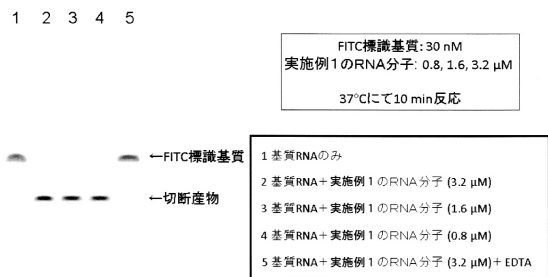 1 2 3 4 5
FITC標識基質: 30 nM
実施例1のRNA分子: 0.8, 1.6, 3.2 μM
37°Cにて10 min反応
←FITC標識基質
←切断産物
1 基質RNAのみ
2 基質RNA+実施例1のRNA分子 (3.2 μM)
3 基質RNA+実施例1のRNA分子 (1.6 μM)
4 基質RNA+実施例1のRNA分子 (0.8 μM)
5 基質RNA+実施例1のRNA分子 (3.2 μM)+ EDTA